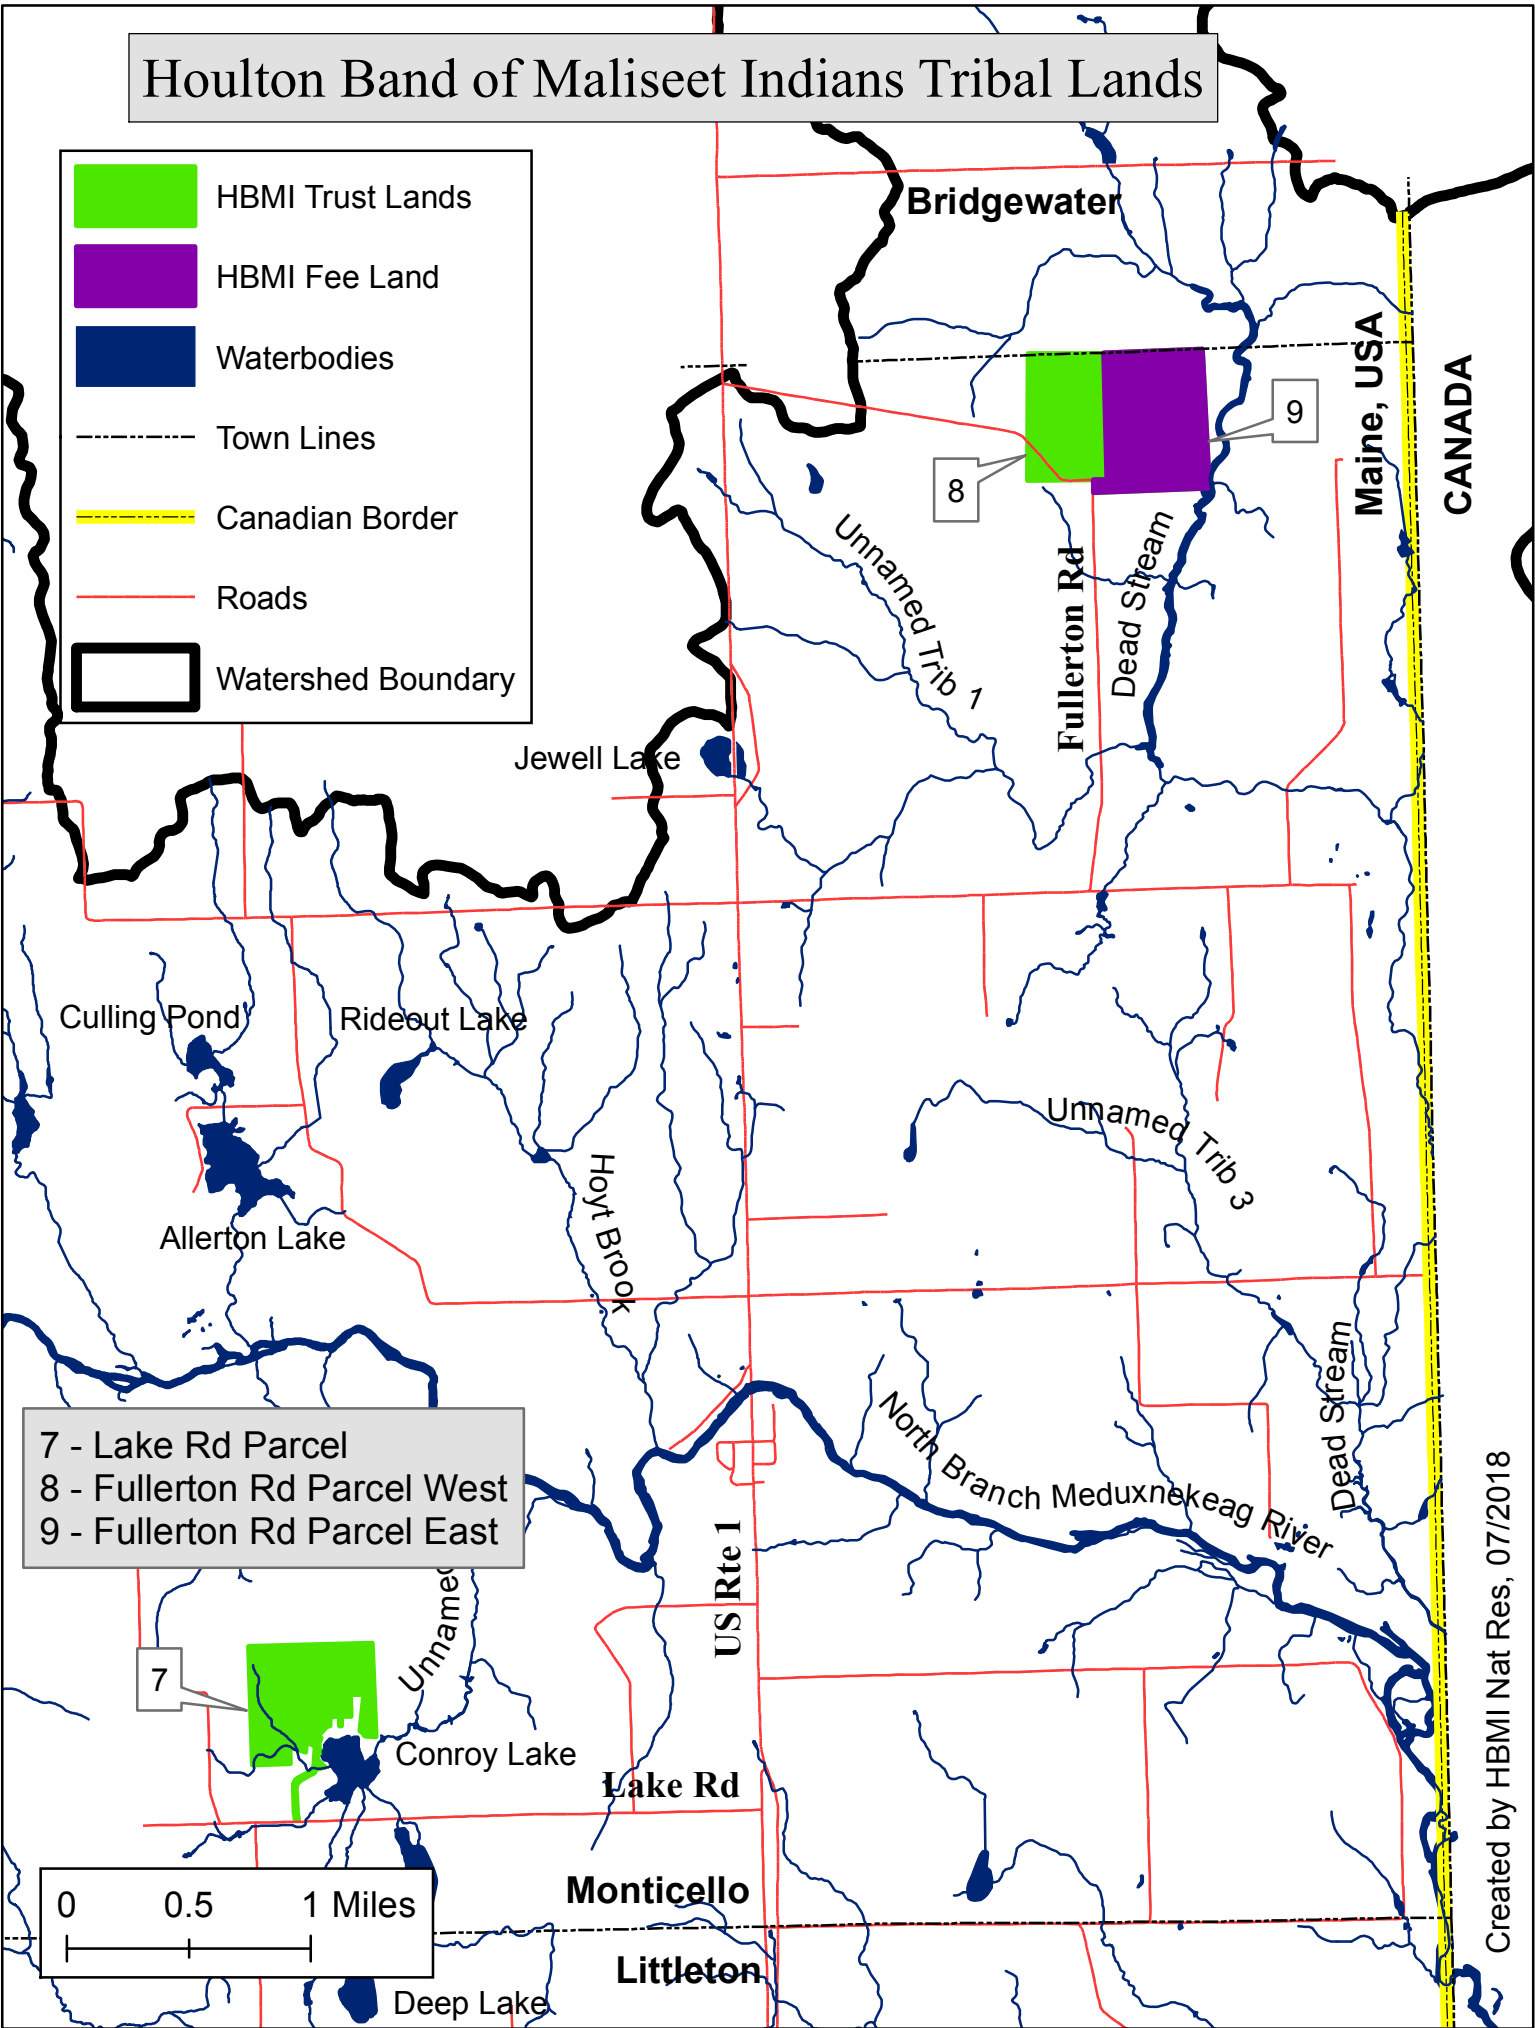 Houlton Band of Maliseet Indians Tribal Lands
HBMI Trust Lands
HBMI Fee Land
Waterbodies
Town Lines
Canadian Border
Roads
Watershed Boundary
Bridgewater
Maine, USA
CANADA
9
8
Unnamed Trib 1
Fullerton Rd
Dead Stream
Jewell Lake
Culling Pond
Rideout Lake
Unnamed Trib 3
Hoyt Brook
Allerton Lake
Dead Stream
North Branch Meduxnekeag River
7 - Lake Rd Parcel
8 - Fullerton Rd Parcel West
9 - Fullerton Rd Parcel East
US Rte 1
Unnamed
7
Conroy Lake
Lake Rd
Monticello
0 0.5 1 Miles
Littleton
Deep Lake
Created by HBMI Nat Res, 07/2018